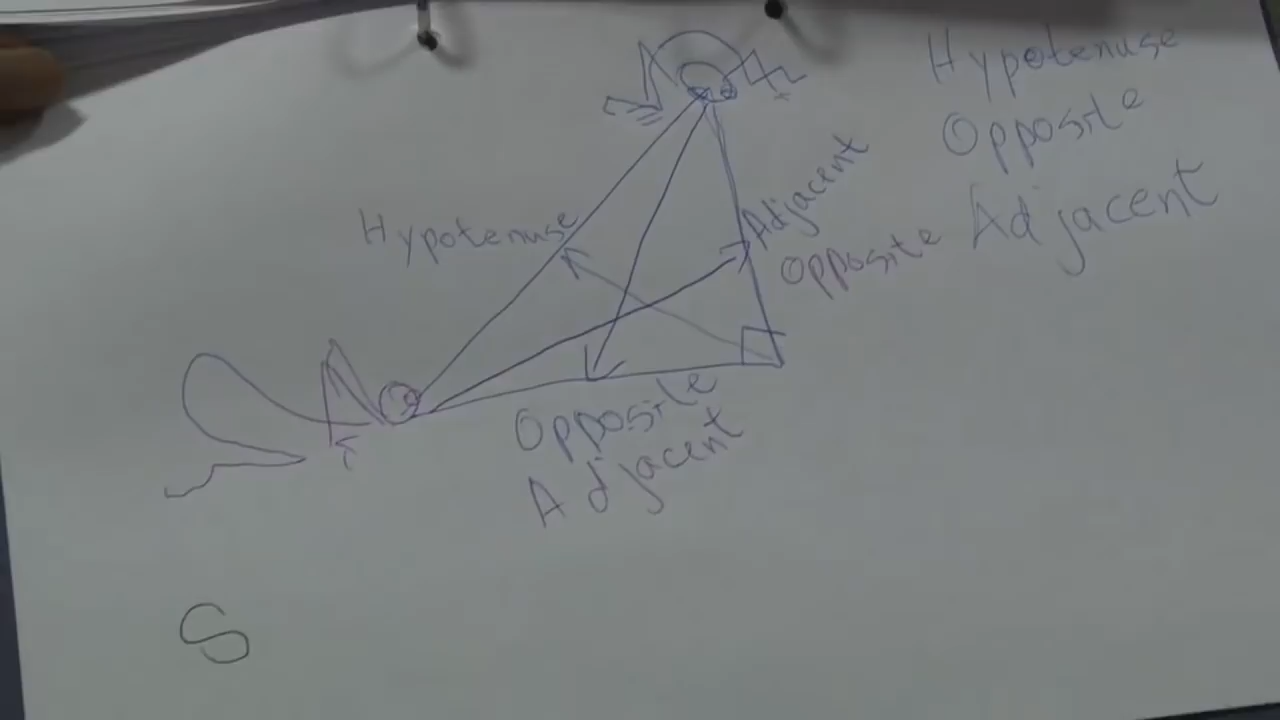 Hypotenuse
Opposite
Adjacent
Hypotenuse
Adjacent
Opposite
Opposite
Adjacent
S